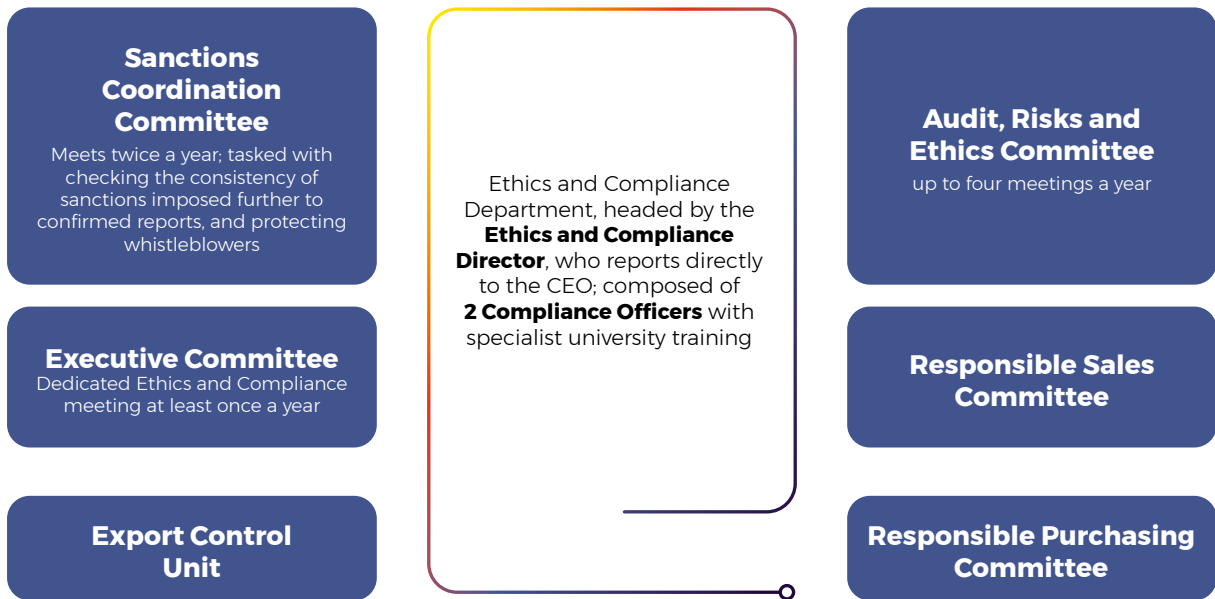 Sanctions
Coordination
Committee
Meets twice a year; tasked with
checking the consistency of
sanctions imposed further to
confirmed reports, and protecting
whistleblowers
Executive Committee
Dedicated Ethics and Compliance
meeting at least once a year
Export Control
Unit
Ethics and Compliance
Department, headed by the
Ethics and Compliance
Director, who reports directly
to the CEO; composed of
2 Compliance Officers with
specialist university training
Audit, Risks and
Ethics Committee
up to four meetings a year
Responsible Sales
Committee
Responsible Purchasing
Committee